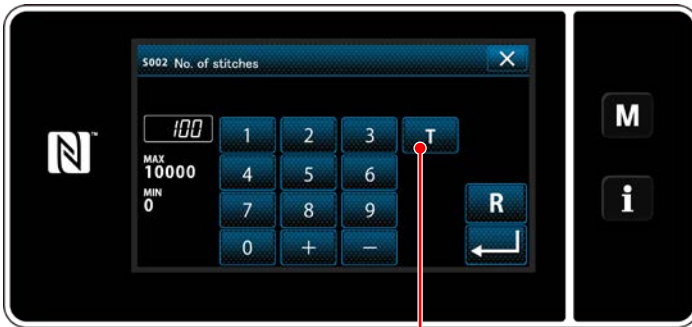 S002 No. of stitches
100
1 2 3 T
MAX
10000
4 5 6
MIN
0
7 8 9 R
0 + −
M
i
N